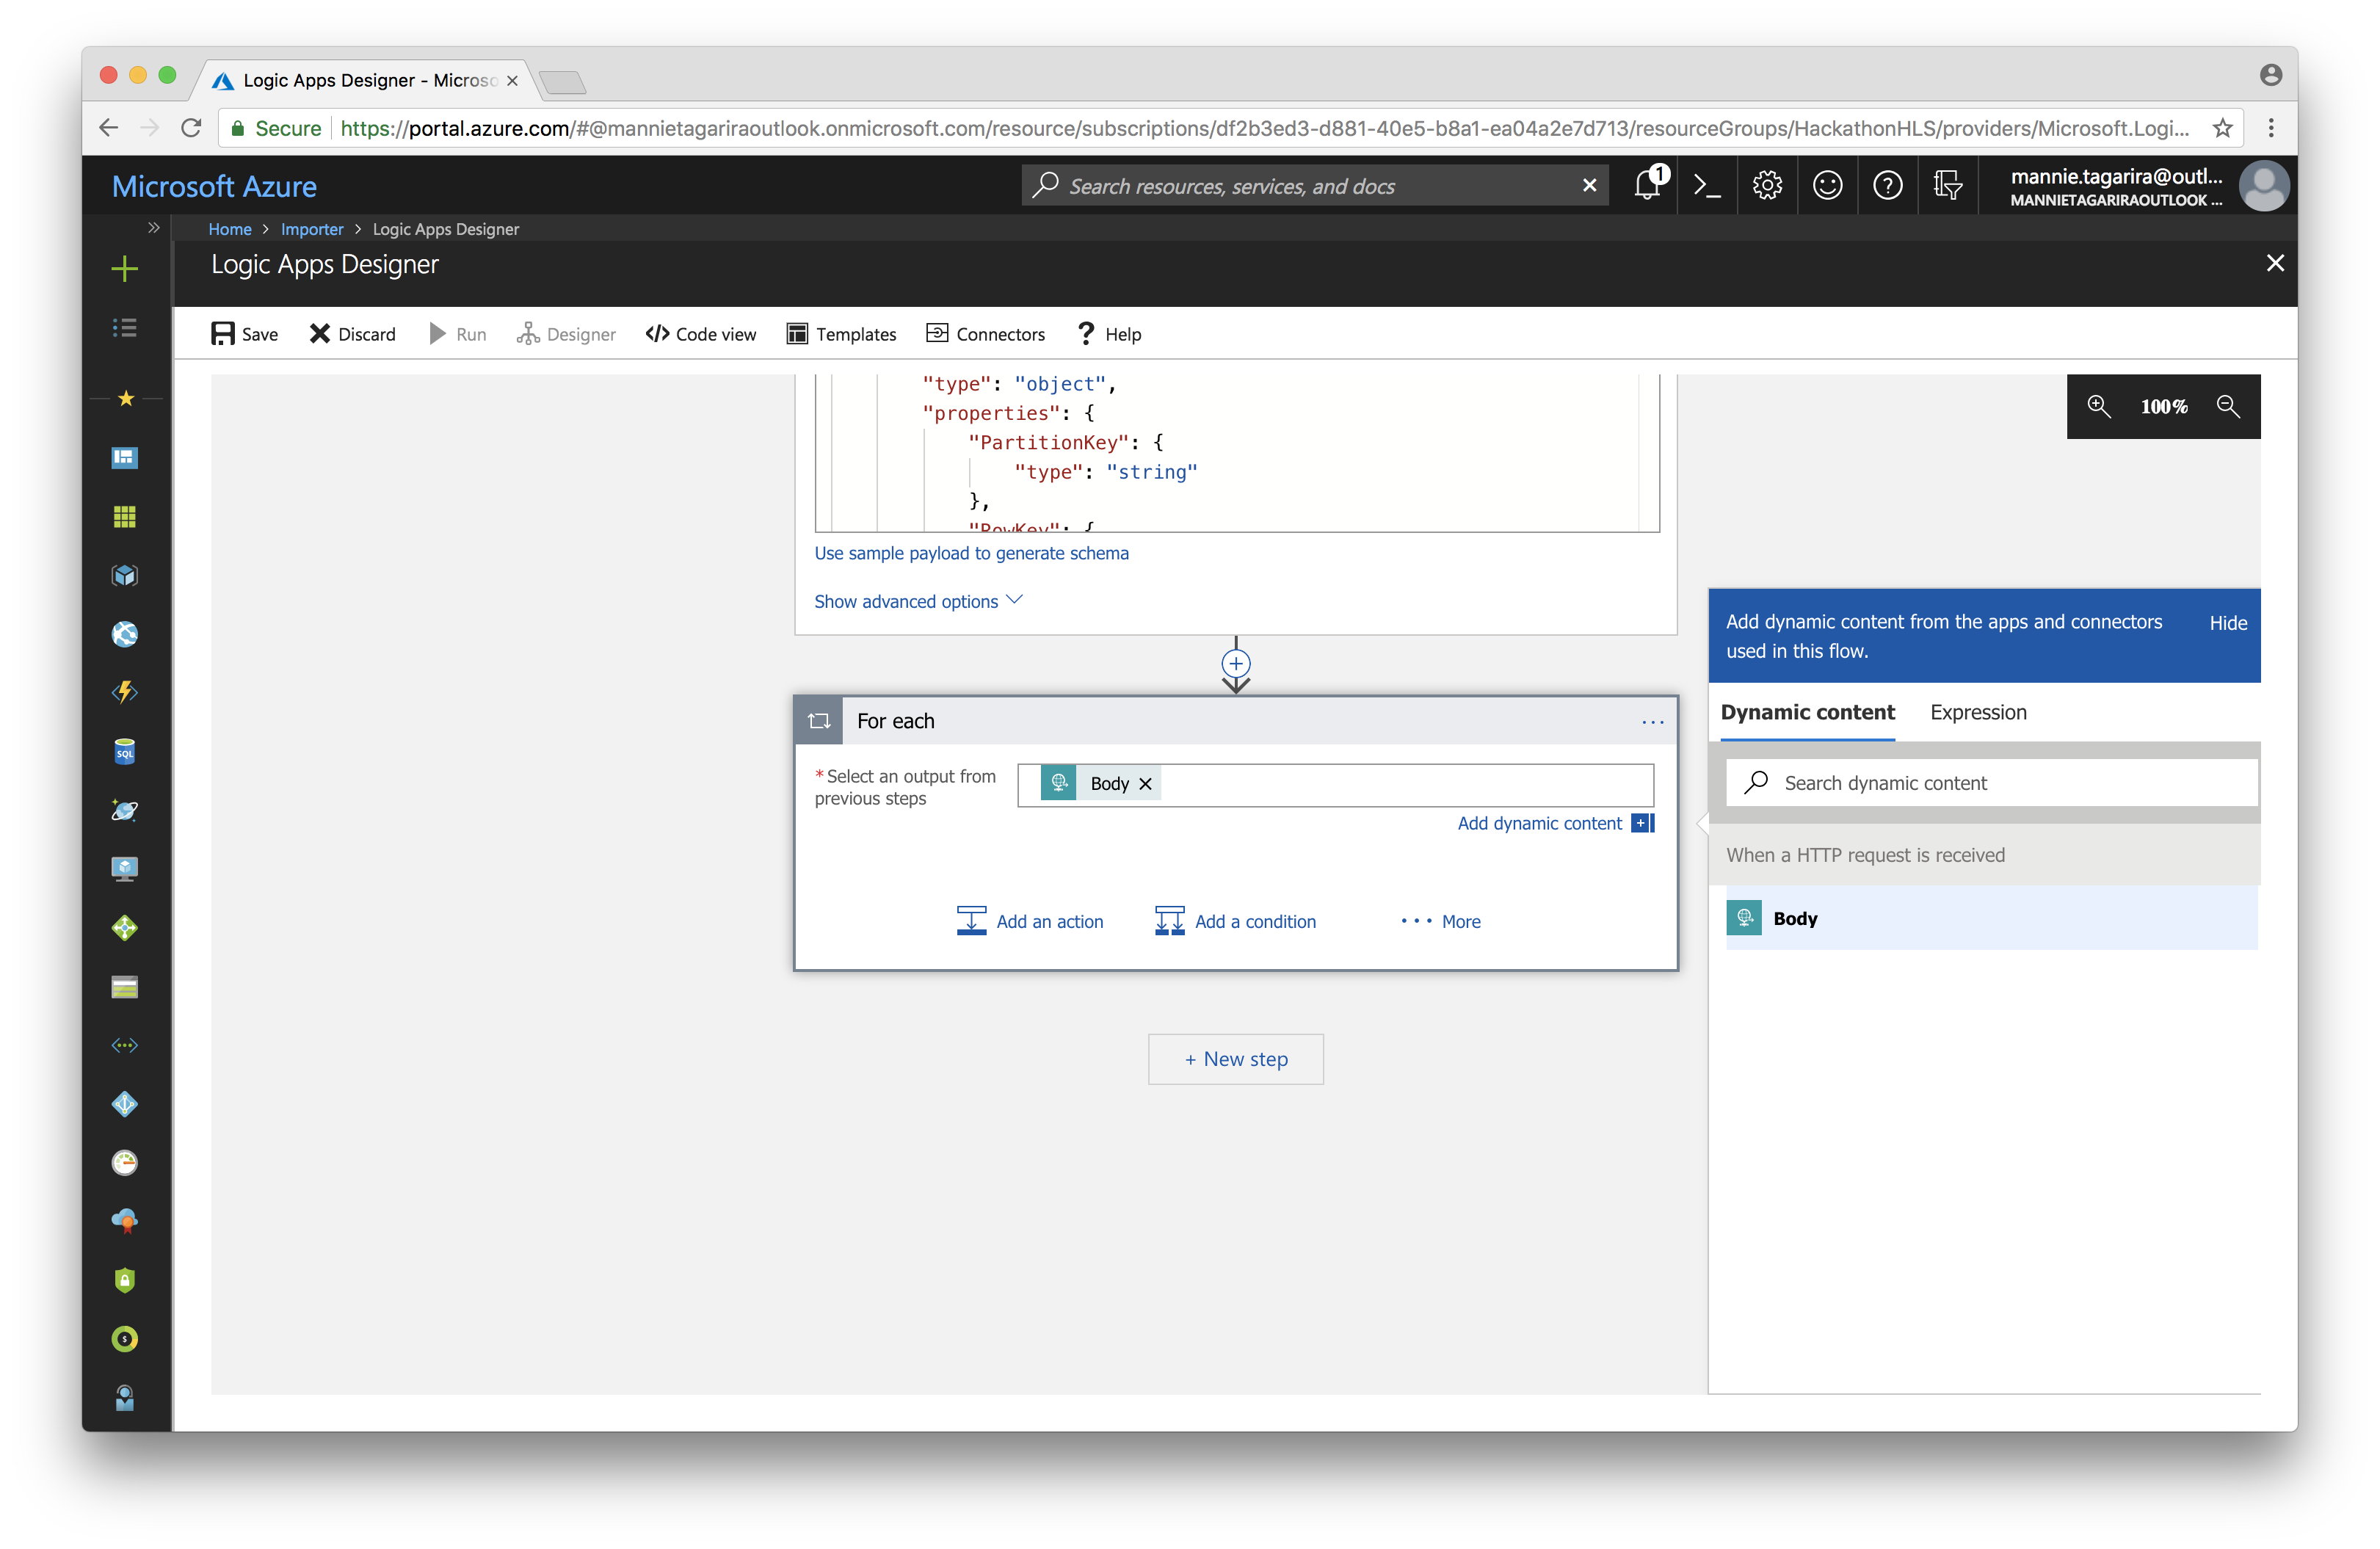 Logic Apps Designer - Microso
Secure https://portal.azure.com/#@mannietagariraoutlook.onmicrosoft.com/resource/subscriptions/df2b3ed3-d881-40e5-b8a1-ea04a2e7d713/resourceGroups/HackathonHLS/providers/Microsoft.Logi...
Microsoft Azure
Search resources, services, and docs
1
mannie.tagarira@outl...
MANNIETAGARIRAOUTLOOK ...
Home > Importer > Logic Apps Designer
Logic Apps Designer
Save Discard Run Designer Code view Templates Connectors Help
100%
"type": "object",
"properties": {
"PartitionKey": {
"type": "string"
},
"RowKey": {
Use sample payload to generate schema
Show advanced options
For each
...
* Select an output from
previous steps
Body
Add dynamic content
Add an action
Add a condition
... More
+ New step
Add dynamic content from the apps and connectors
used in this flow.
Hide
Dynamic content Expression
Search dynamic content
When a HTTP request is received
Body
SQL